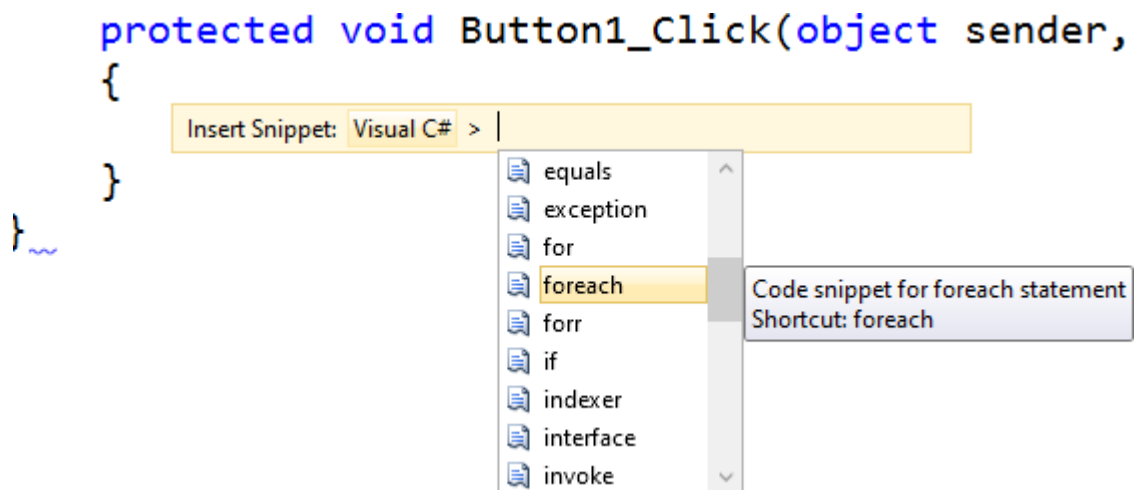 protected void Button1_Click(object sender,
{
Insert Snippet: Visual C# >
}
}
equals
exception
for
foreach
forr
if
indexer
interface
invoke
Code snippet for foreach statement
Shortcut: foreach